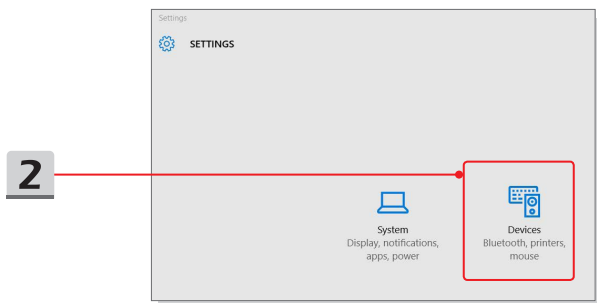 Settings
SETTINGS
2
System
Display, notifications,
apps, power
Devices
Bluetooth, printers,
mouse